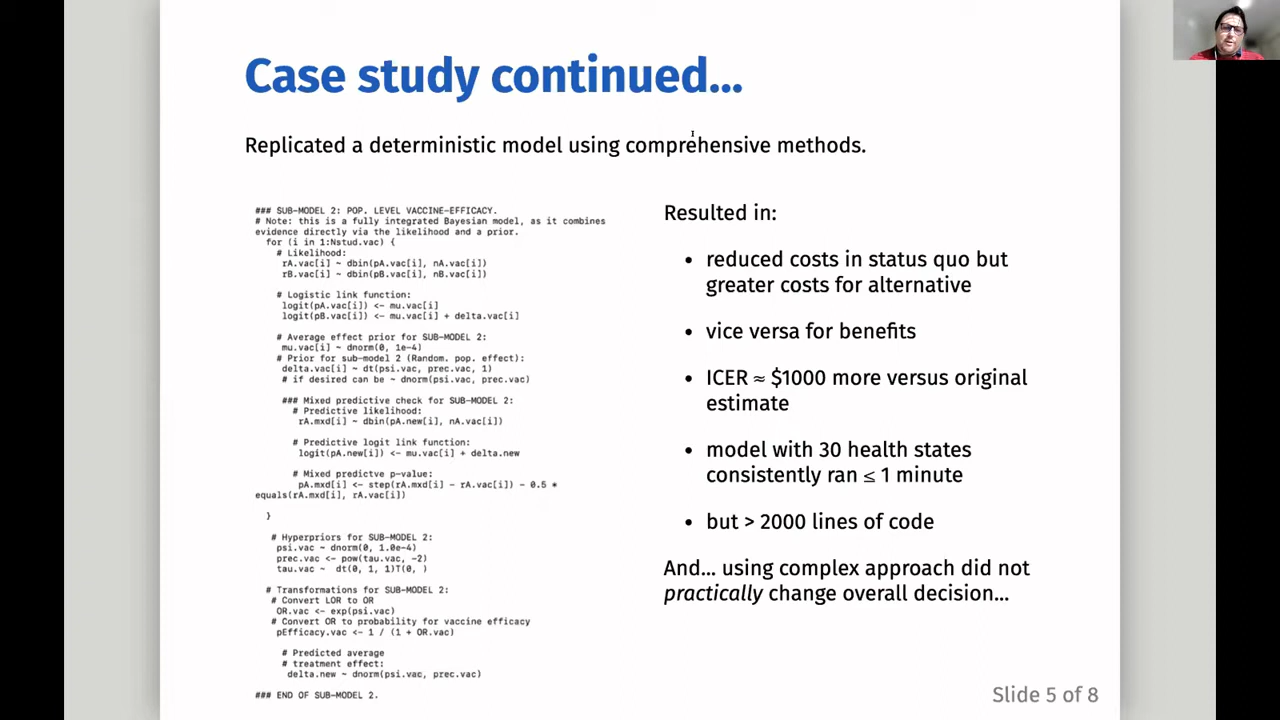 Case study continued...
Replicated a deterministic model using comprehensive methods.
### SUB-MODEL 2: POP. LEVEL VACCINE-EFFICACY.
# Note: this is a fully integrated Bayesian model, as it combines
evidence directly via the likelihood and a prior.
for (i in 1:Nstud.vac) {
# Likelihood:
rA.vac[i] ~ dbin(pA.vac[i], nA.vac[i])
rB.vac[i] ~ dbin(pB.vac[i], nB.vac[i])
# Logistic link function:
logit(pA.vac[i]) <- mu.vac[i]
logit(pB.vac[i]) <- mu.vac[i] + delta.vac[i]
# Average effect prior for SUB-MODEL 2:
mu.vac[i] ~ dnorm(0, 1e-4)
# Prior for sub-model 2 (Random. pop. effect):
delta.vac[i] ~ dt(psi.vac, prec.vac, 1)
# if desired can be ~ dnorm(psi.vac, prec.vac)
### Mixed predictive check for SUB-MODEL 2:
# Predictive likelihood:
rA.mxd[i] ~ dbin(pA.new[i], nA.vac[i])
# Predictive logit link function:
logit(pA.new[i]) <- mu.vac[i] + delta.new
# Mixed predictve p-value:
pA.mxd[i] <- step(rA.mxd[i] - rA.vac[i]) - 0.5 *
equals(rA.mxd[i], rA.vac[i])
}
# Hyperpriors for SUB-MODEL 2:
psi.vac ~ dnorm(0, 1.0e-4)
prec.vac <- pow(tau.vac, -2)
tau.vac ~ dt(0, 1, 1)T(0, )
# Transformations for SUB-MODEL 2:
# Convert LOR to OR
OR.vac <- exp(psi.vac)
# Convert OR to probability for vaccine efficacy
pEfficacy.vac <- 1 / (1 + OR.vac)
# Predicted average
# treatment effect:
delta.new ~ dnorm(psi.vac, prec.vac)
### END OF SUB-MODEL 2.
Resulted in:
• reduced costs in status quo but
greater costs for alternative
• vice versa for benefits
• ICER ≈ $1000 more versus original
estimate
• model with 30 health states
consistently ran ≤ 1 minute
• but > 2000 lines of code
And... using complex approach did not
practically change overall decision...
Slide 5 of 8